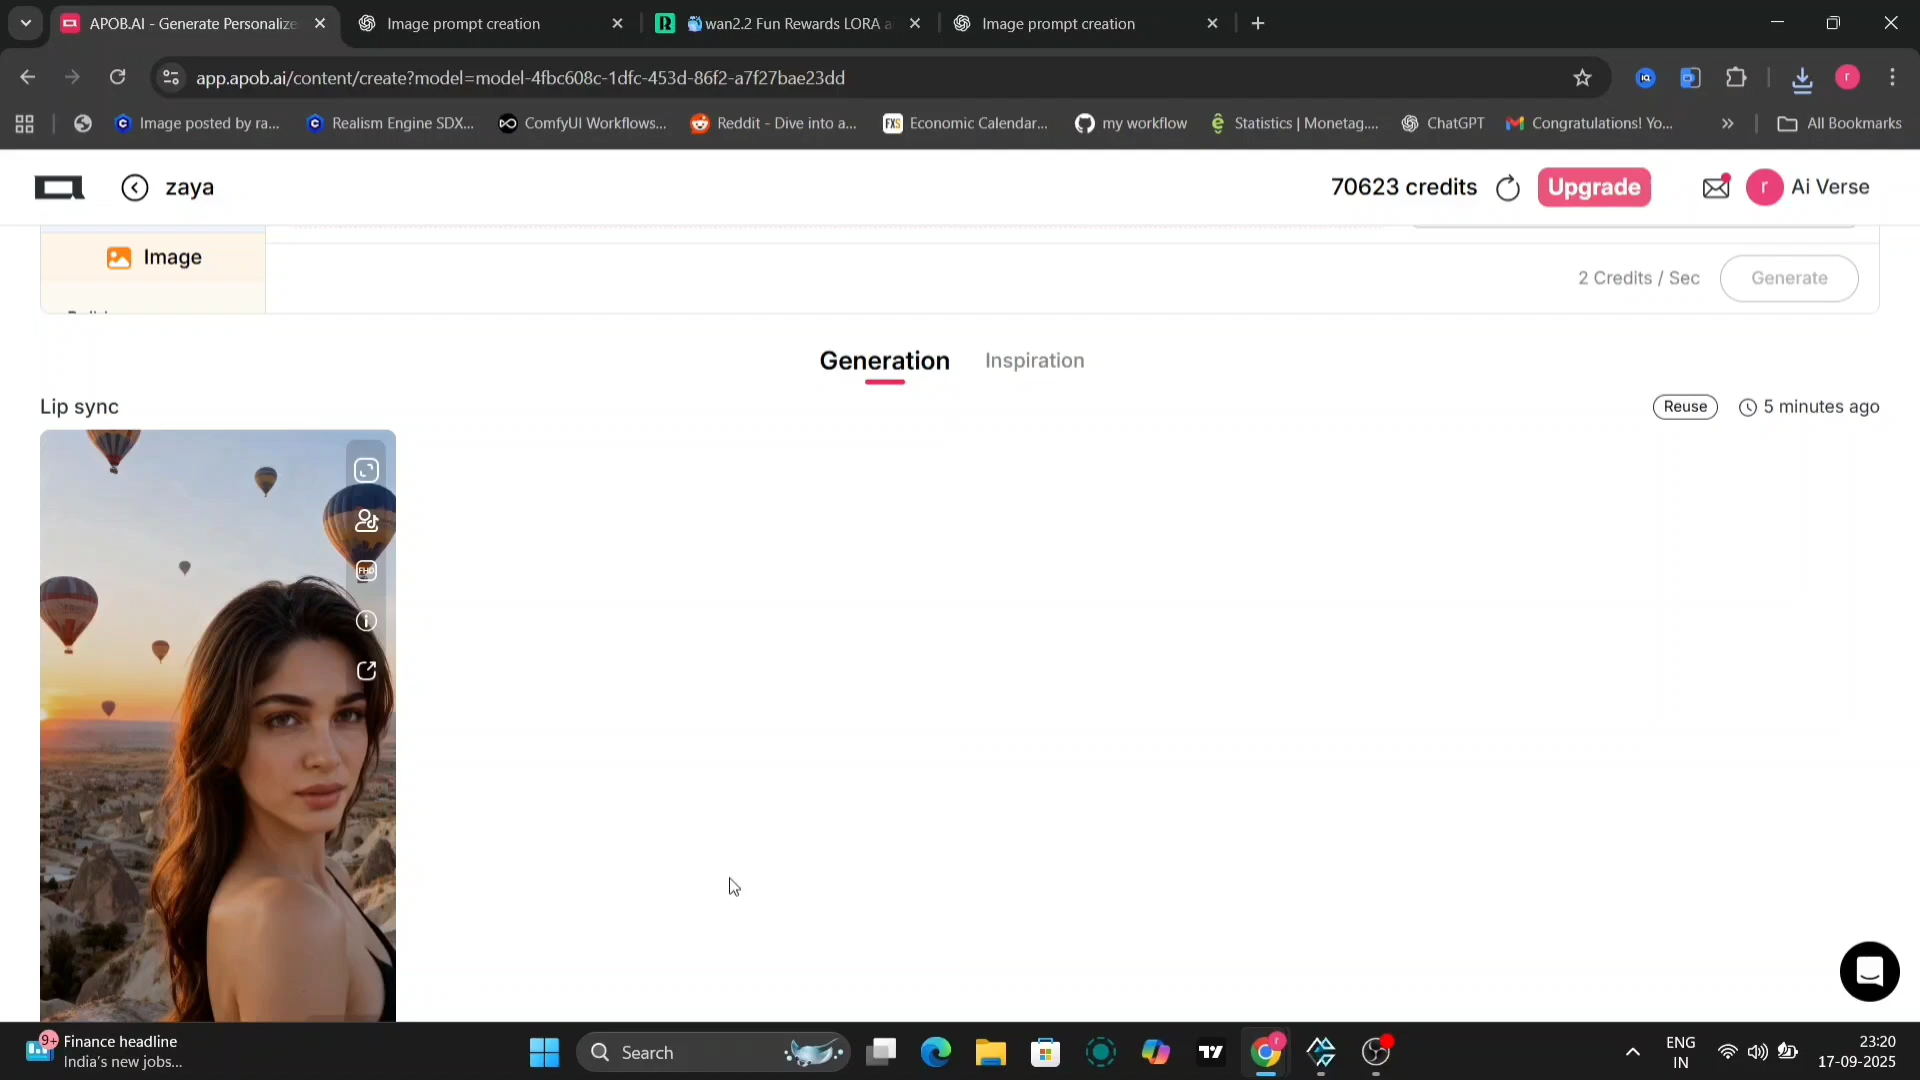 APOB.AI - Generate Personalize
Image prompt creation
wan2.2 Fun Rewards LORA a
Image prompt creation
app.apob.ai/content/create?model=model-4fbc608c-1dfc-453d-86f2-a7f27bae23dd
r
Image posted by ra...
Realism Engine SDX...
ComfyUI Workflows...
Reddit - Dive into a...
Economic Calendar...
my workflow
Statistics | Monetag....
ChatGPT
Congratulations! Yo...
All Bookmarks
zaya
70623 credits
Upgrade
r
Ai Verse
Image
2 Credits / Sec
Generate
Generation
Inspiration
Lip sync
Reuse
5 minutes ago
FHD
9+
Finance headline
India's new jobs...
Search
ENG
IN
23:20
17-09-2025